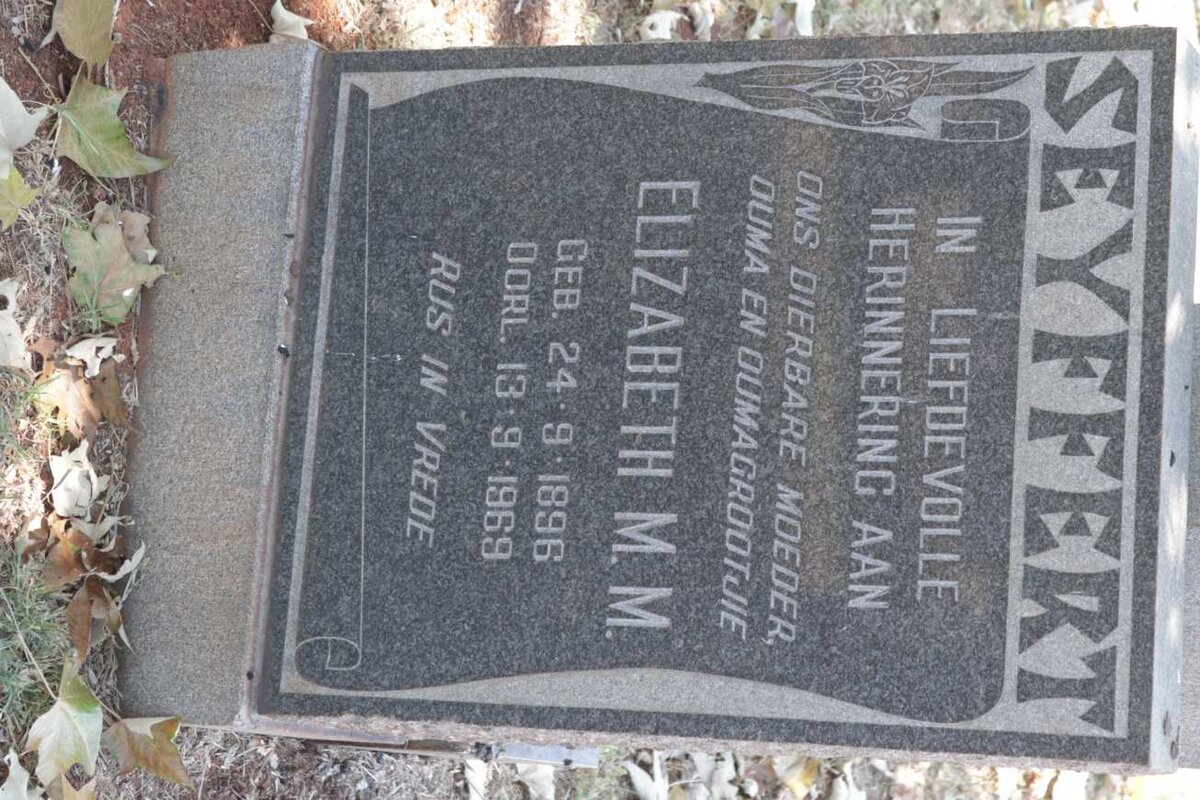 SEYFFERT
IN LIEFDEVOLLE
HERINNERING AAN
ONS DIERBARE MOEDER,
OUMA EN OUMAGROOTJIE
ELIZABETH M. M.
GEB. 24·9·1896
OORL. 13·9·1969
RUS IN VREDE